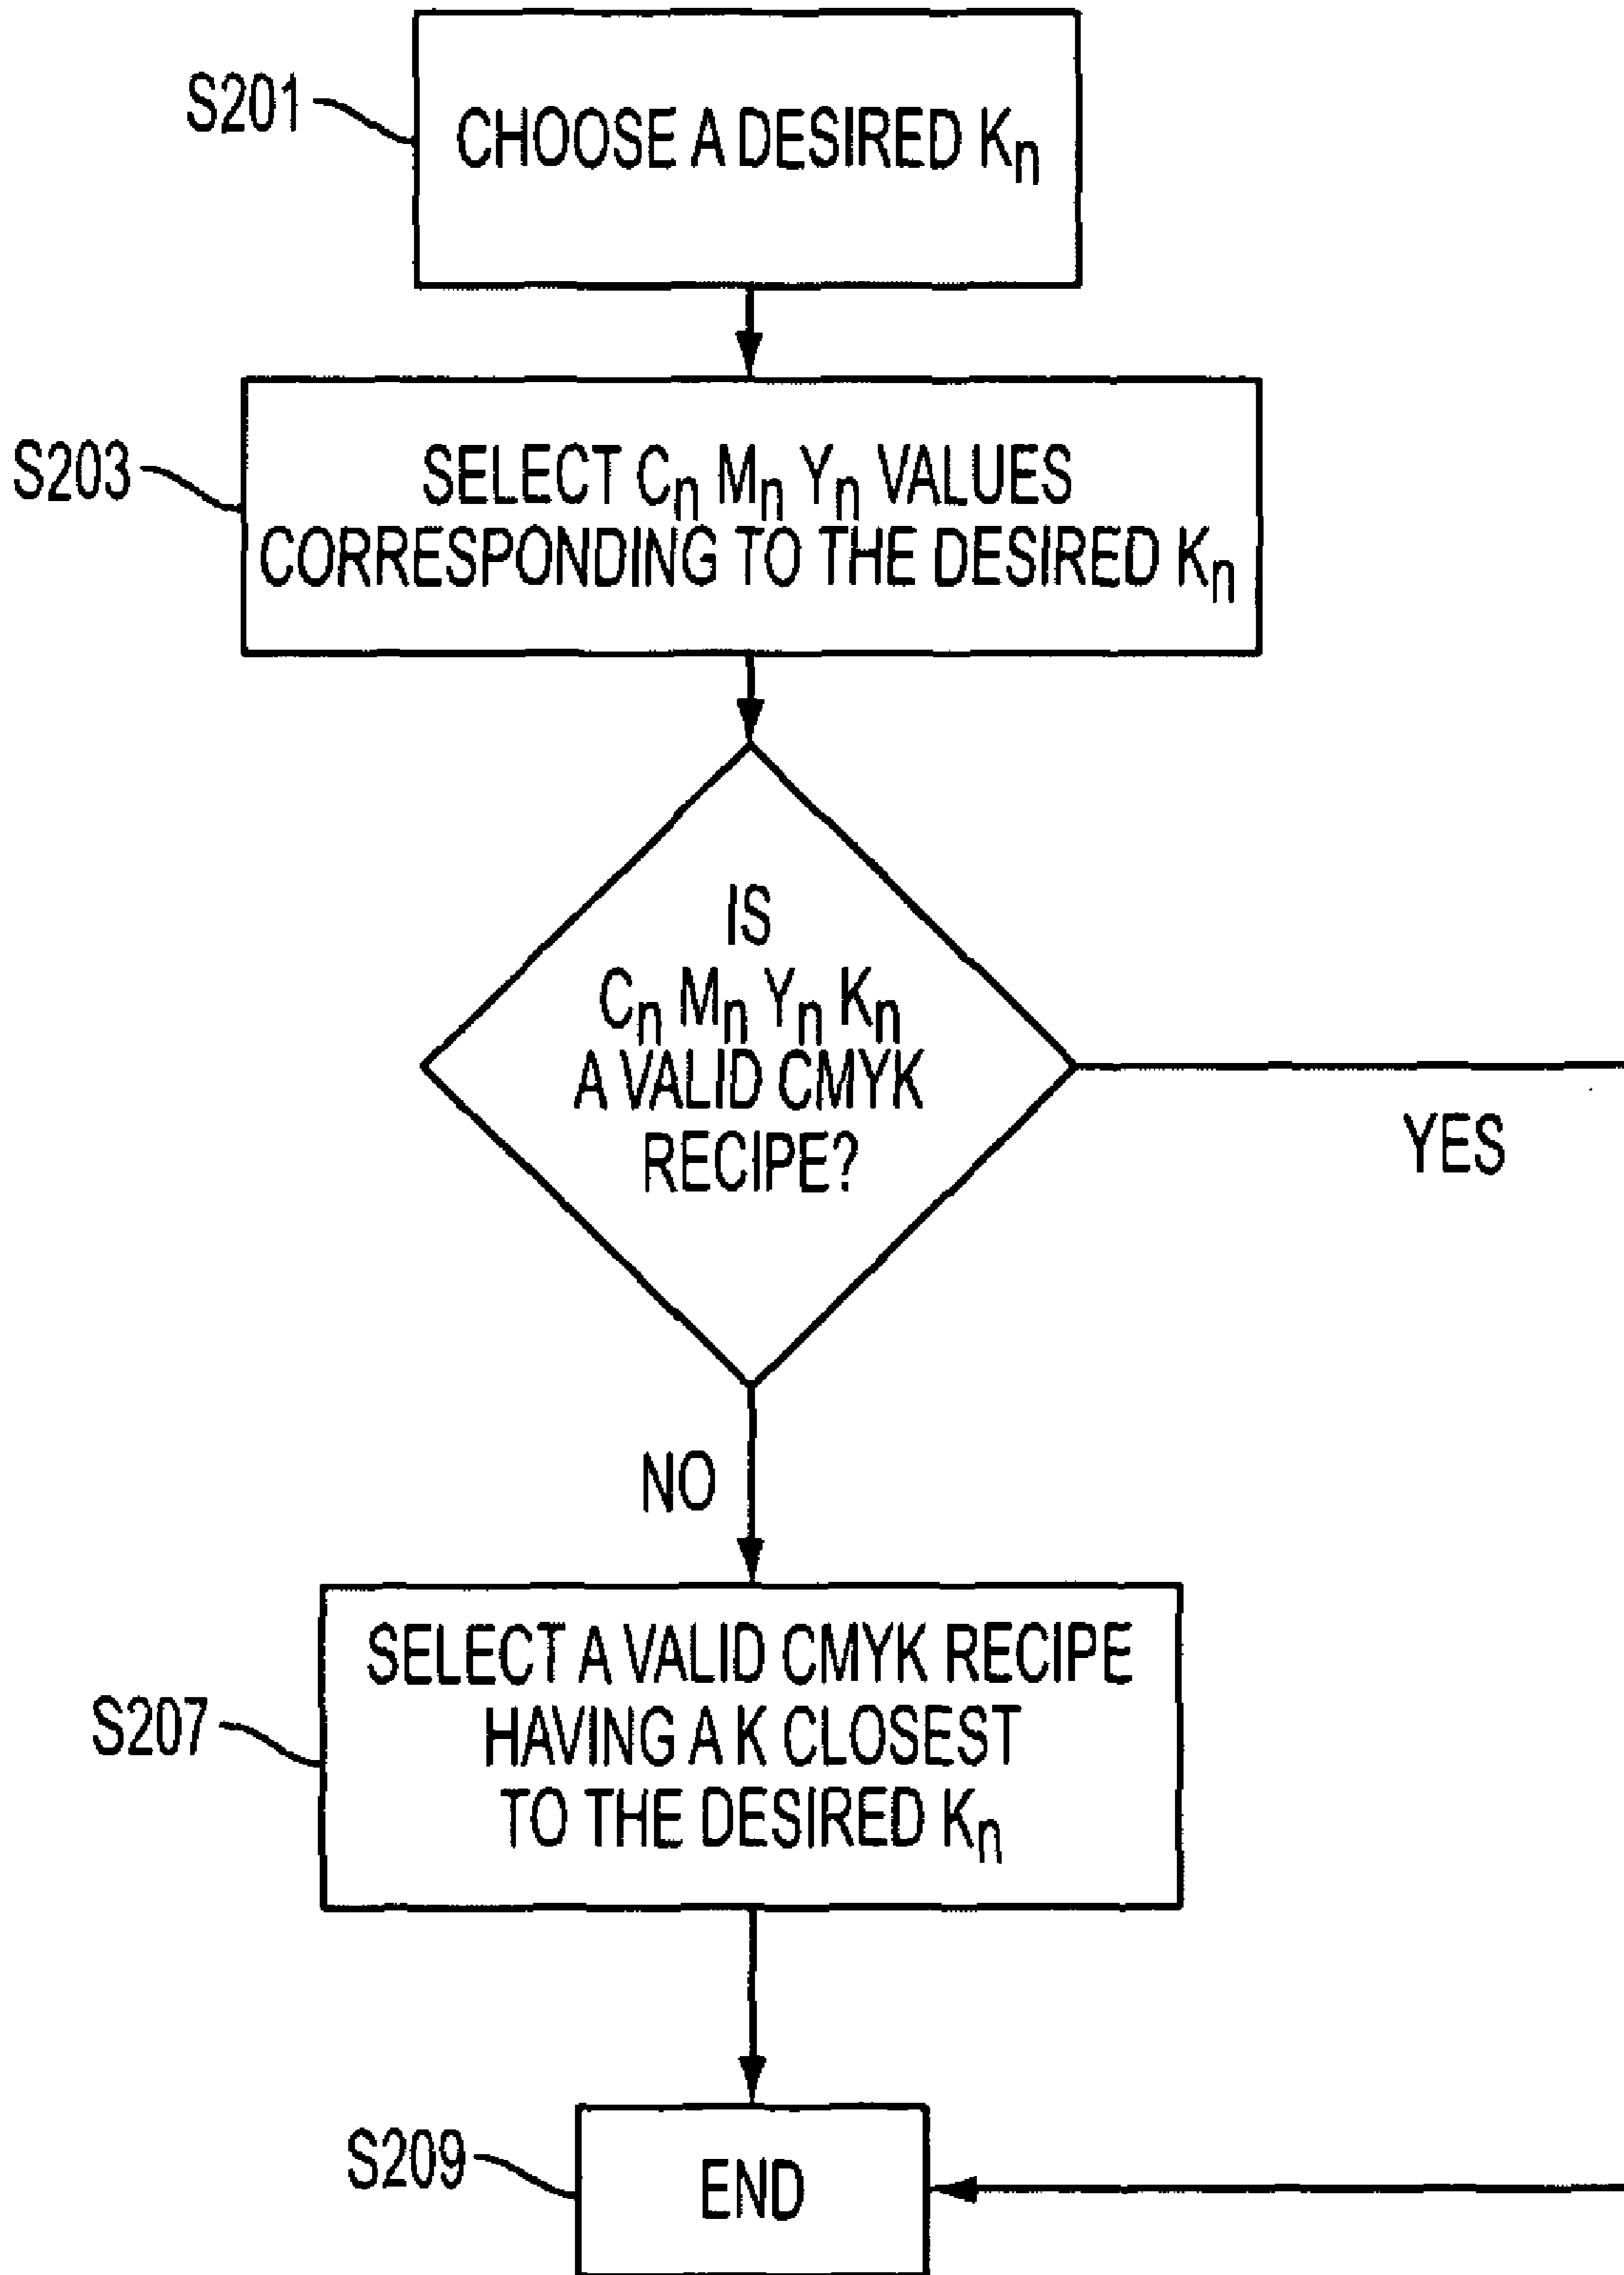 S201
CHOOSE A DESIRED Kn
S203
SELECT Cn Mn Yn VALUES
CORRESPONDING TO THE DESIRED Kn
IS
Cn Mn Yn Kn
A VALID CMYK
RECIPE?
YES
NO
S207
SELECT A VALID CMYK RECIPE
HAVING A K CLOSEST
TO THE DESIRED Kn
S209
END